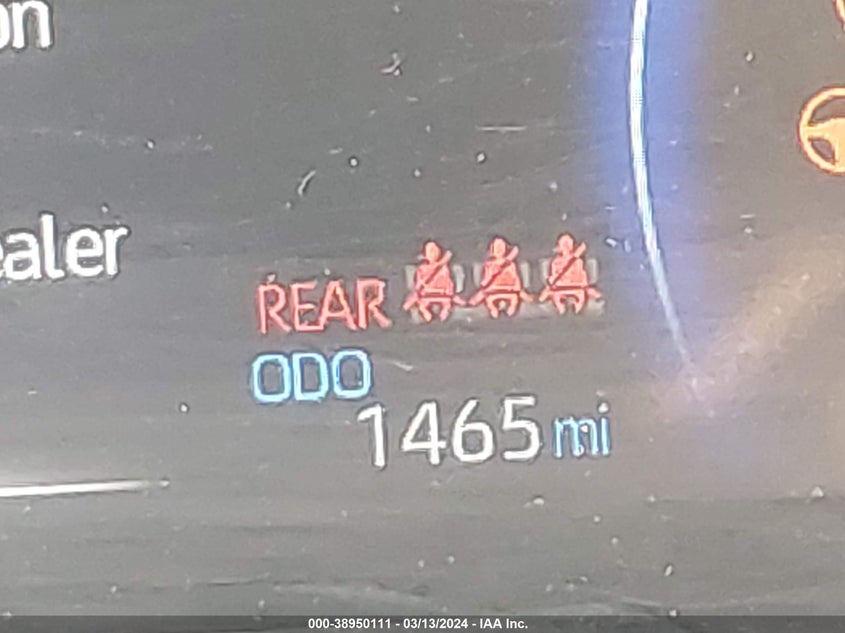 on
ealer
REAR
ODO
1465 mi
000-38950111 - 03/13/2024 - IAA Inc.